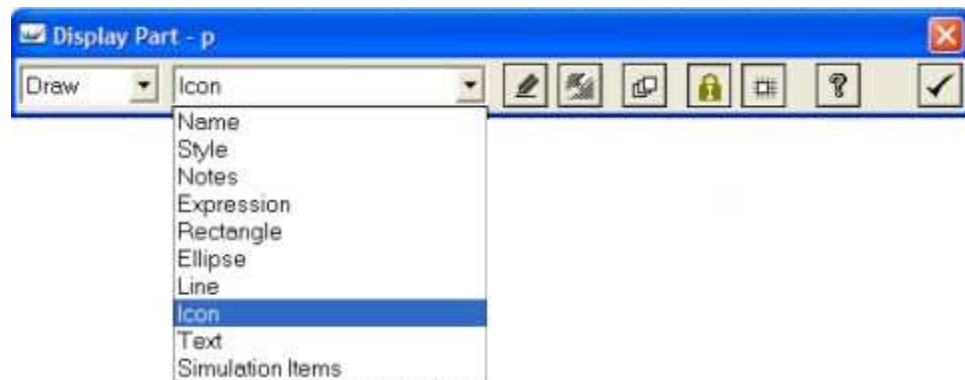 Display Part - p
Draw Icon
Name
Style
Notes
Expression
Rectangle
Ellipse
Line
Icon
Text
Simulation Items